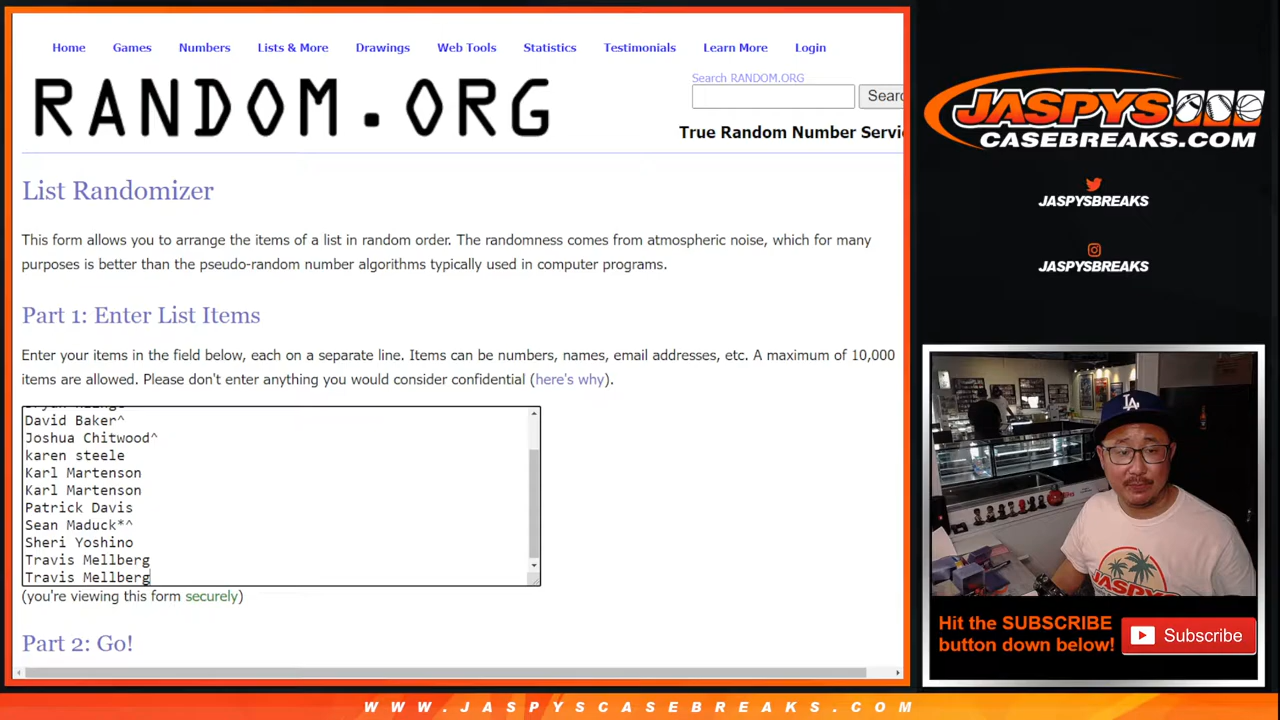 Home Games Numbers Lists & More Drawings Web Tools Statistics Testimonials Learn More Login
Search RANDOM.ORG
RANDOM.ORG
Searc
True Random Number Servi
List Randomizer
This form allows you to arrange the items of a list in random order. The randomness comes from atmospheric noise, which for many
purposes is better than the pseudo-random number algorithms typically used in computer programs.
Part 1: Enter List Items
Enter your items in the field below, each on a separate line. Items can be numbers, names, email addresses, etc. A maximum of 10,000
items are allowed. Please don't enter anything you would consider confidential (here's why).
David Baker^
Joshua Chitwood^
karen steele
Karl Martenson
Karl Martenson
Patrick Davis
Sean Maduck*^
Sheri Yoshino
Travis Mellberg
Travis Mellberg
(you're viewing this form securely)
Part 2: Go!
JASPYS
CASEBREAKS.COM
JASPYSBREAKS
JASPYSBREAKS
LA
JASPYS
Hit the SUBSCRIBE
button down below!
Subscribe
WWW.JASPYSCASEBREAKS.COM